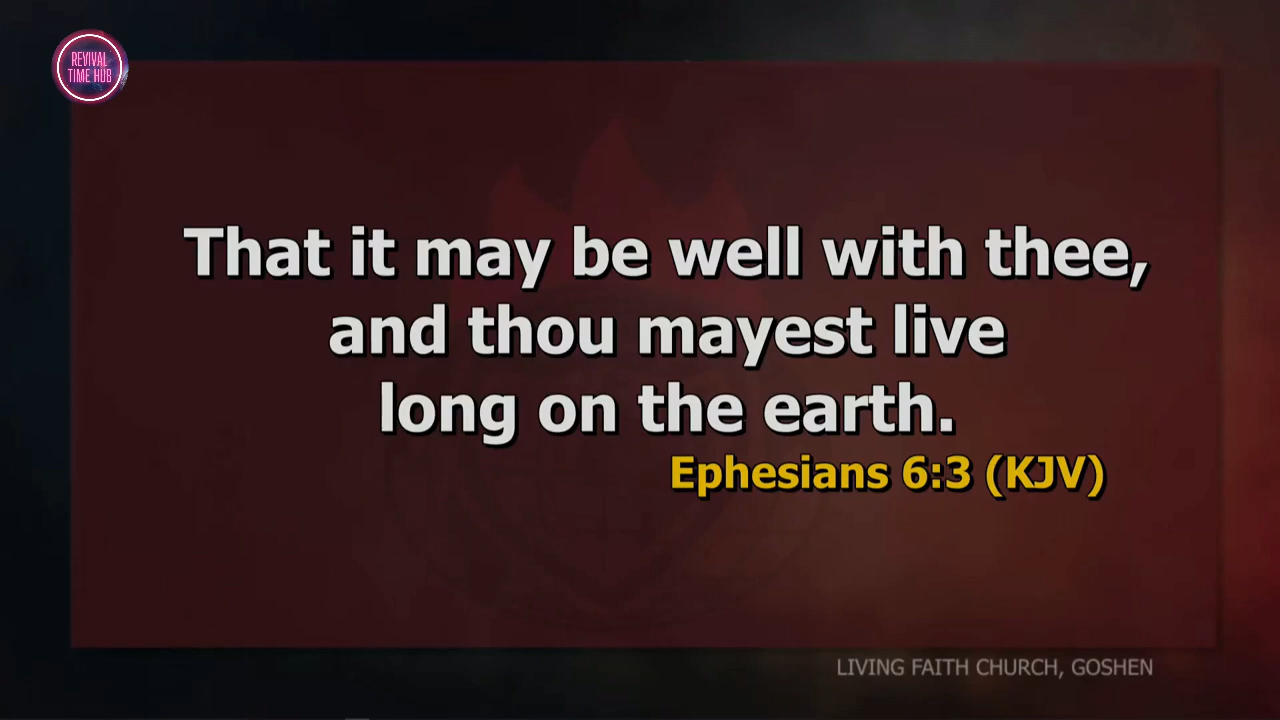 REVIVAL
TIME HUB
That it may be well with thee,
and thou mayest live
long on the earth.
Ephesians 6:3 (KJV)
LIVING FAITH CHURCH, GOSHEN